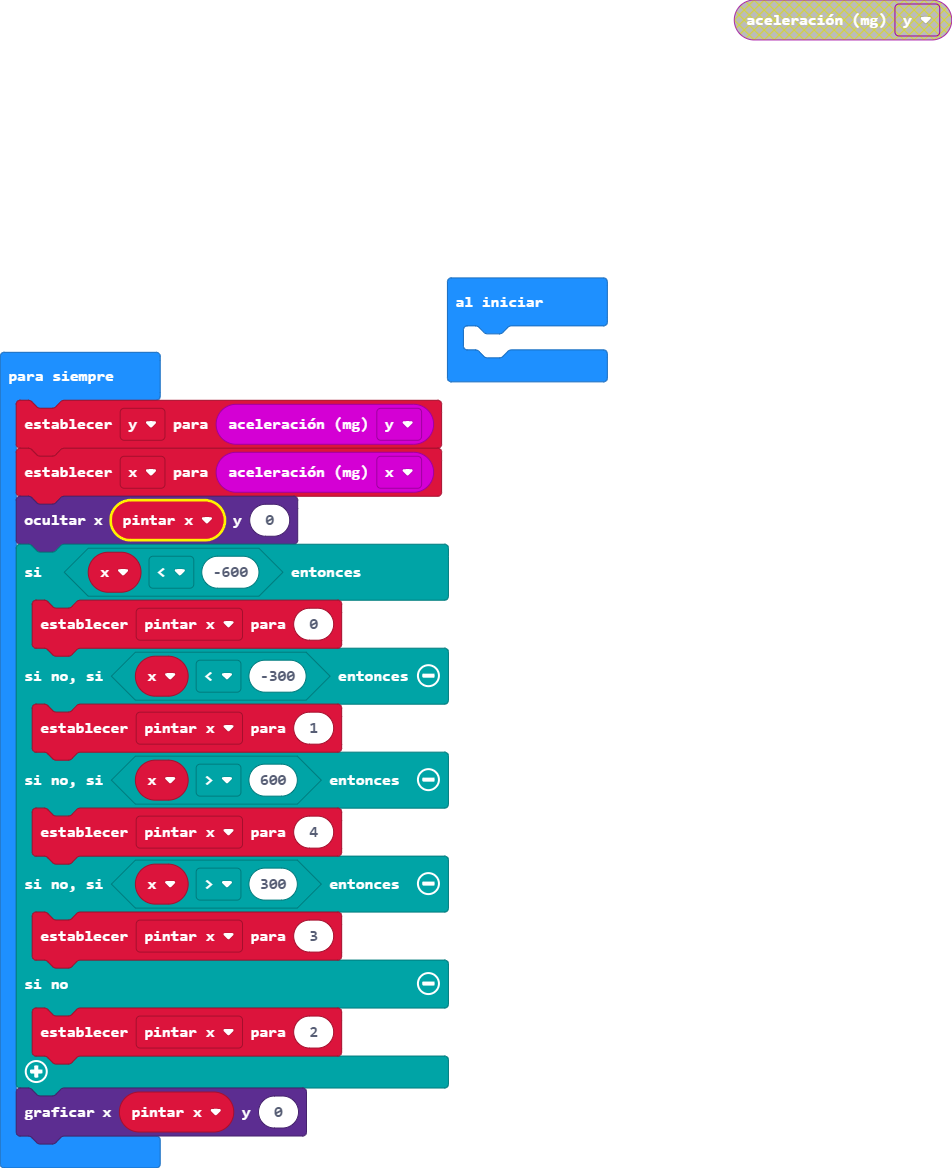 aceleración (mg) y
al iniciar
para siempre
establecer y para aceleración (mg) y
establecer x para aceleración (mg) x
ocultar x pintar x y 0
si x < -600 entonces
establecer pintar x para 0
si no, si x < -300 entonces
establecer pintar x para 1
si no, si x > 600 entonces
establecer pintar x para 4
si no, si x > 300 entonces
establecer pintar x para 3
si no
establecer pintar x para 2
graficar x pintar x y 0